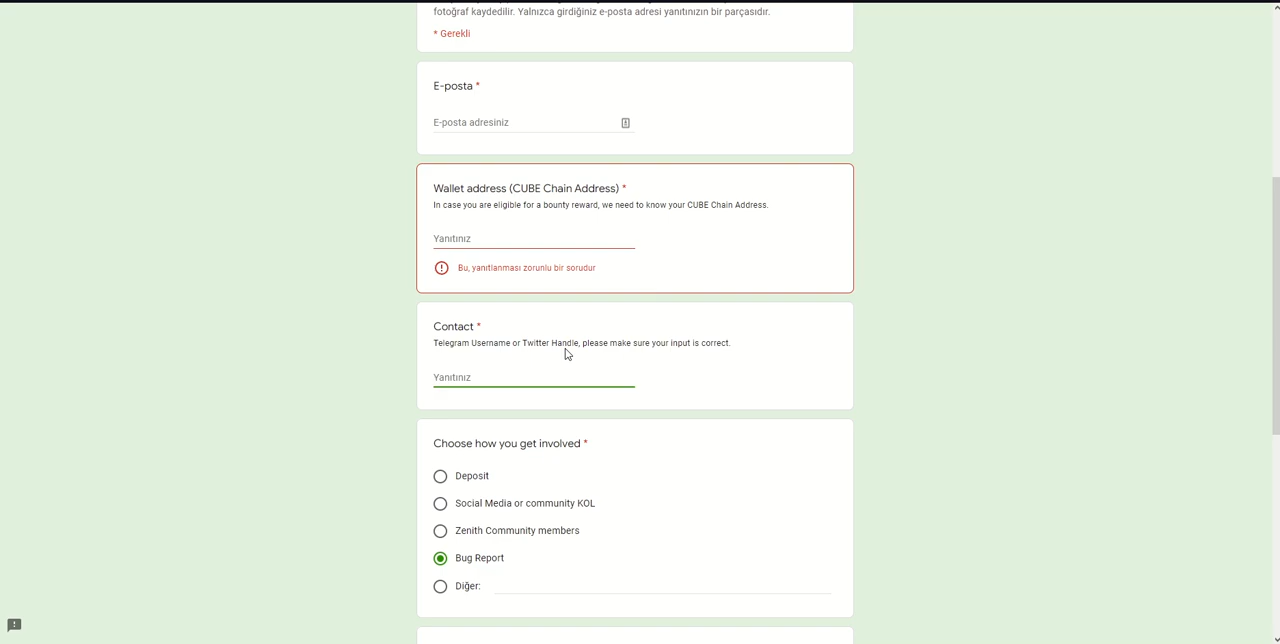 fotoğraf kaydedilir. Yalnızca girdiğiniz e-posta adresi yanıtınızın bir parçasıdır.
* Gerekli
E-posta *
E-posta adresiniz
Wallet address (CUBE Chain Address) *
In case you are eligible for a bounty reward, we need to know your CUBE Chain Address.
Yanıtınız
Bu, yanıtlanması zorunlu bir sorudur
Contact *
Telegram Username or Twitter Handle, please make sure your input is correct.
Yanıtınız
Choose how you get involved *
Deposit
Social Media or community KOL
Zenith Community members
Bug Report
Diğer: